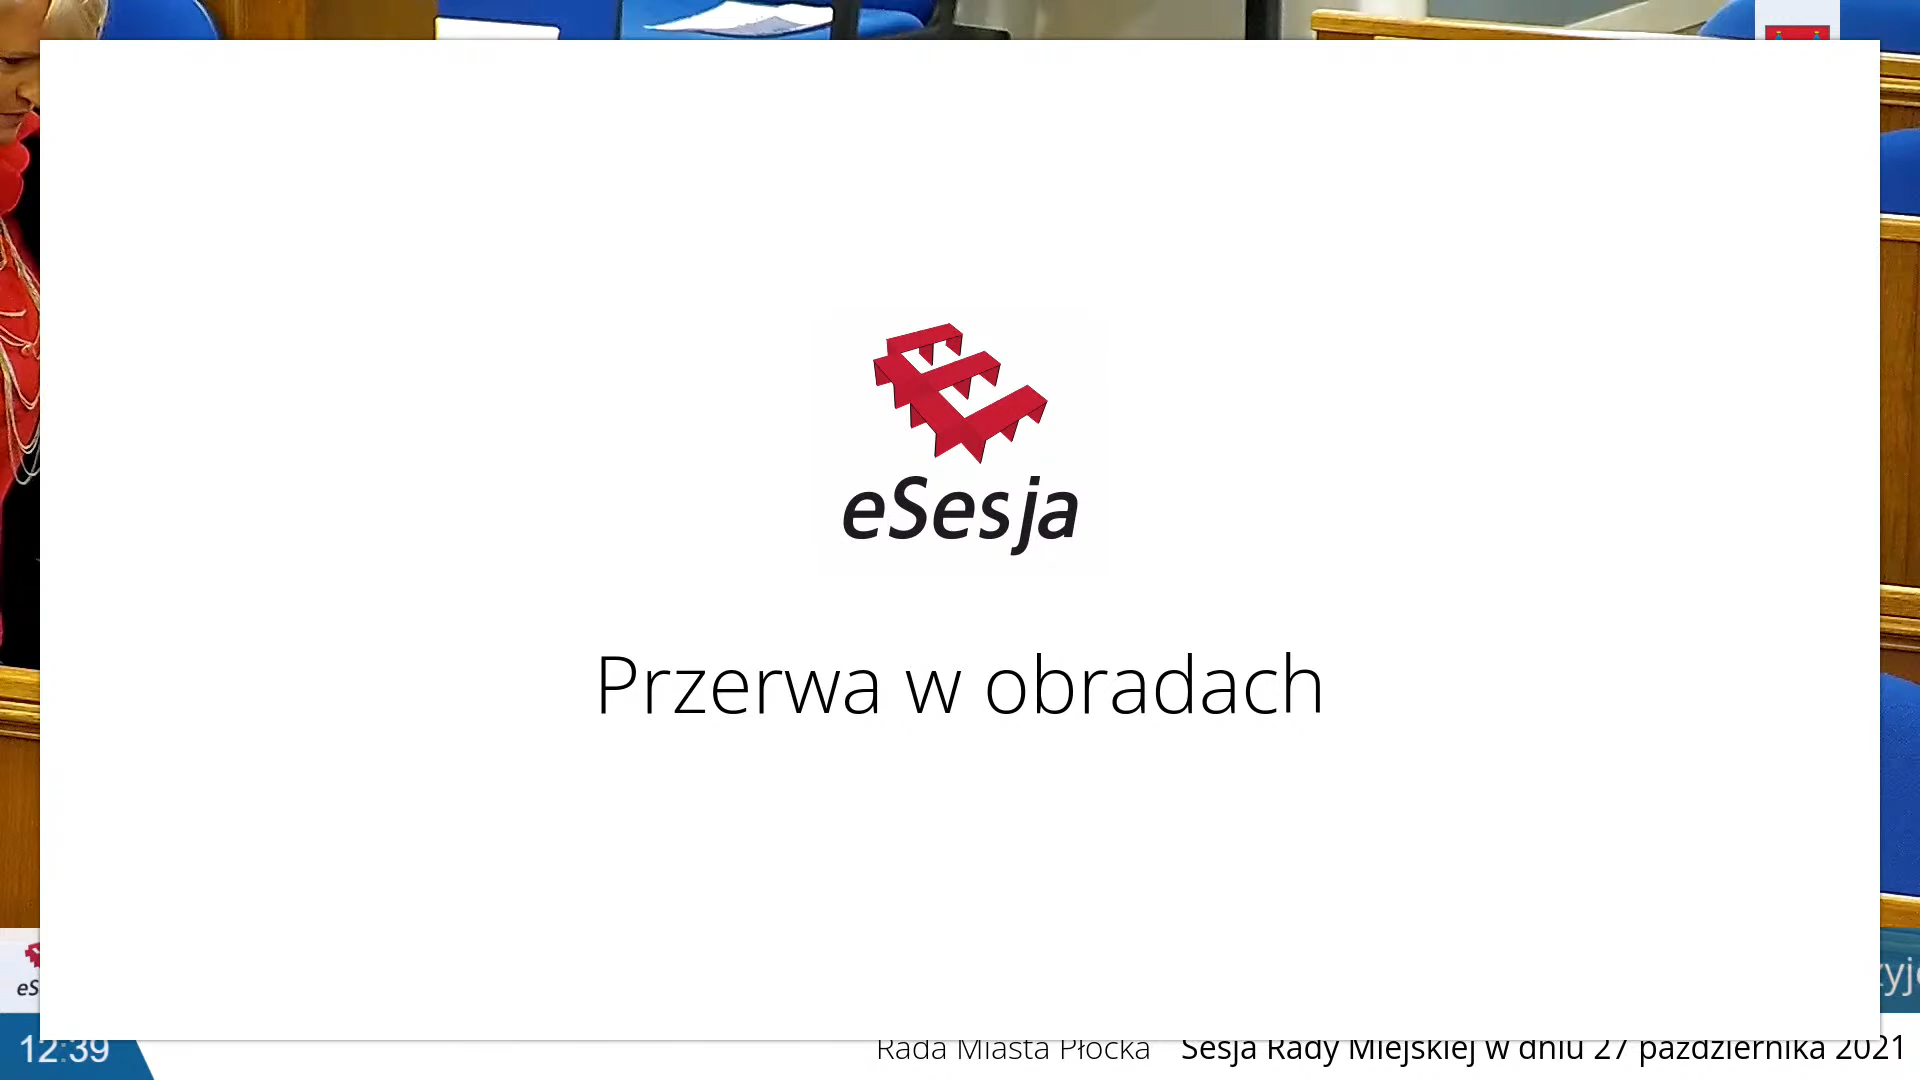 eSesja
Przerwa w obradach
12:39
Rada Miasta Płocka Sesja Rady Miejskiej w dniu 27 października 2021